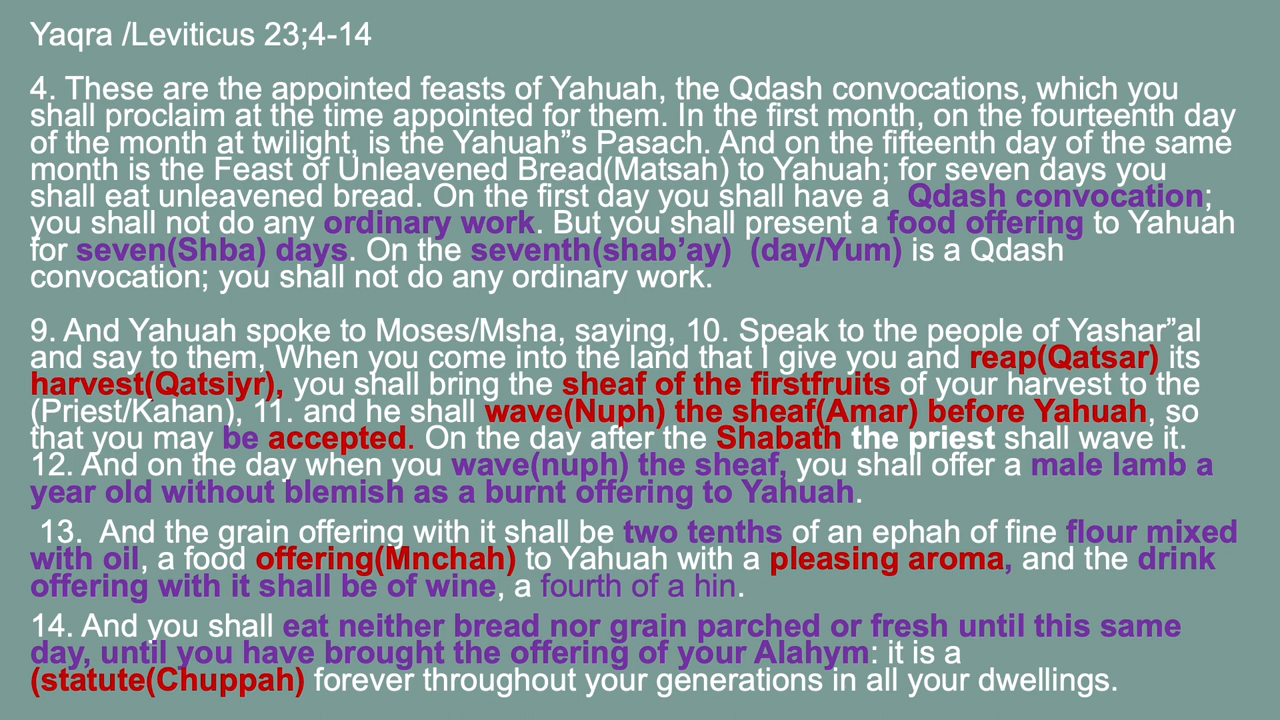 Yaqra /Leviticus 23;4-14
4. These are the appointed feasts of Yahuah, the Qdash convocations, which you
shall proclaim at the time appointed for them. In the first month, on the fourteenth day
of the month at twilight, is the Yahuah”s Pasach. And on the fifteenth day of the same
month is the Feast of Unleavened Bread(Matsah) to Yahuah; for seven days you
shall eat unleavened bread. On the first day you shall have a  Qdash convocation;
you shall not do any ordinary work. But you shall present a food offering to Yahuah
for seven(Shba) days. On the seventh(shab’ay)  (day/Yum) is a Qdash
convocation; you shall not do any ordinary work.
9. And Yahuah spoke to Moses/Msha, saying, 10. Speak to the people of Yashar”al
and say to them, When you come into the land that I give you and reap(Qatsar) its
harvest(Qatsiyr), you shall bring the sheaf of the firstfruits of your harvest to the
(Priest/Kahan), 11. and he shall wave(Nuph) the sheaf(Amar) before Yahuah, so
that you may be accepted. On the day after the Shabath the priest shall wave it.
12. And on the day when you wave(nuph) the sheaf, you shall offer a male lamb a
year old without blemish as a burnt offering to Yahuah.
13.  And the grain offering with it shall be two tenths of an ephah of fine flour mixed
with oil, a food offering(Mnchah) to Yahuah with a pleasing aroma, and the drink
offering with it shall be of wine, a fourth of a hin.
14. And you shall eat neither bread nor grain parched or fresh until this same
day, until you have brought the offering of your Alahym: it is a
(statute(Chuppah) forever throughout your generations in all your dwellings.